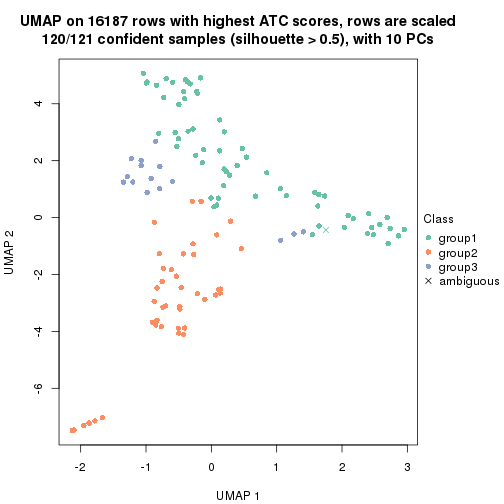 UMAP on 16187 rows with highest ATC scores, rows are scaled
120/121 confident samples (silhouette > 0.5), with 10 PCs
4
2
0
-2
-4
-6
UMAP 2
-2
-1
0
1
2
3
UMAP 1
Class
group1
group2
group3
ambiguous